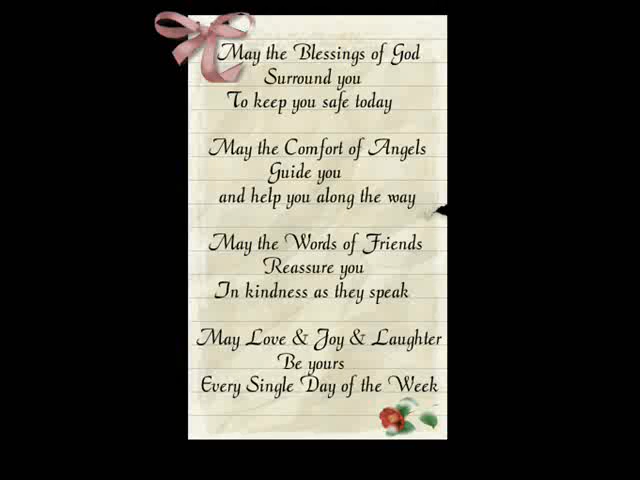 May the Blessings of God
Surround you
To keep you safe today
May the Comfort of Angels
Guide you
and help you along the way
May the Words of Friends
Reassure you
In kindness as they speak
May Love & Joy & Laughter
Be yours
Every Single Day of the Week